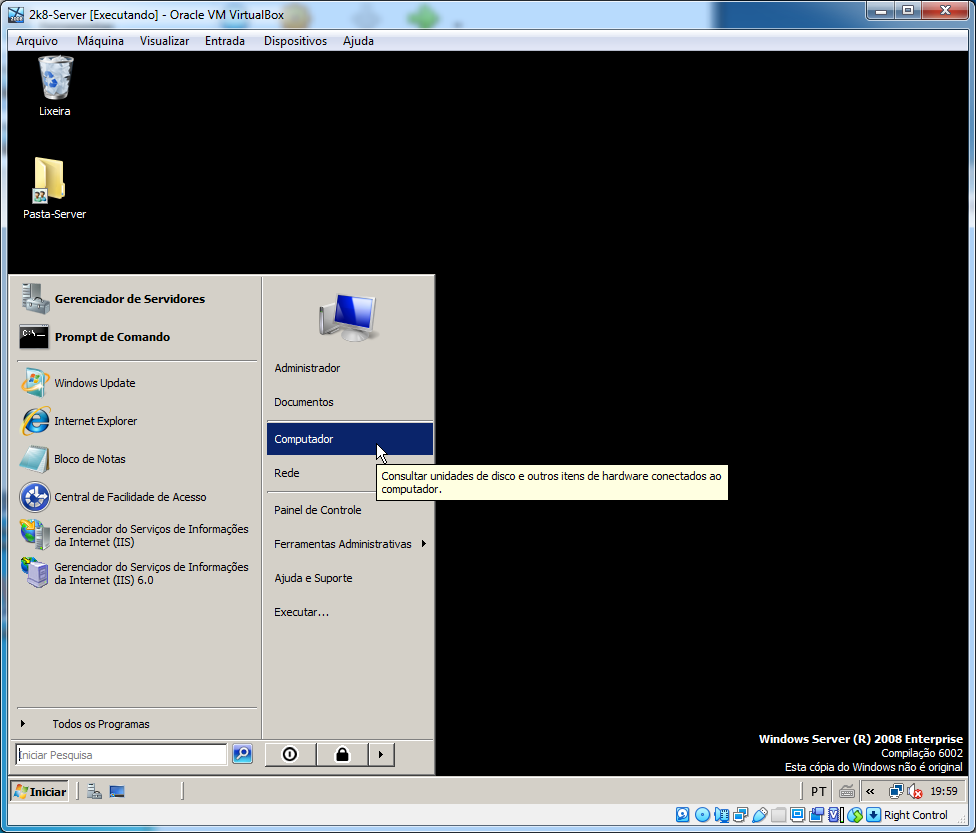 2k8-Server [Executando] - Oracle VM VirtualBox
Arquivo Máquina Visualizar Entrada Dispositivos Ajuda
Lixeira
Pasta-Server
Gerenciador de Servidores
C:\
Prompt de Comando
Windows Update
Internet Explorer
Bloco de Notas
Central de Facilidade de Acesso
Gerenciador do Serviços de Informações
da Internet (IIS)
Gerenciador do Serviços de Informações
da Internet (IIS) 6.0
Todos os Programas
Iniciar Pesquisa
Administrador
Documentos
Computador
Rede
Consultar unidades de disco e outros itens de hardware conectados ao
computador.
Painel de Controle
Ferramentas Administrativas
Ajuda e Suporte
Executar...
Windows Server (R) 2008 Enterprise
Compilação 6002
Esta cópia do Windows não é original
Iniciar
PT
«
19:59
Right Control